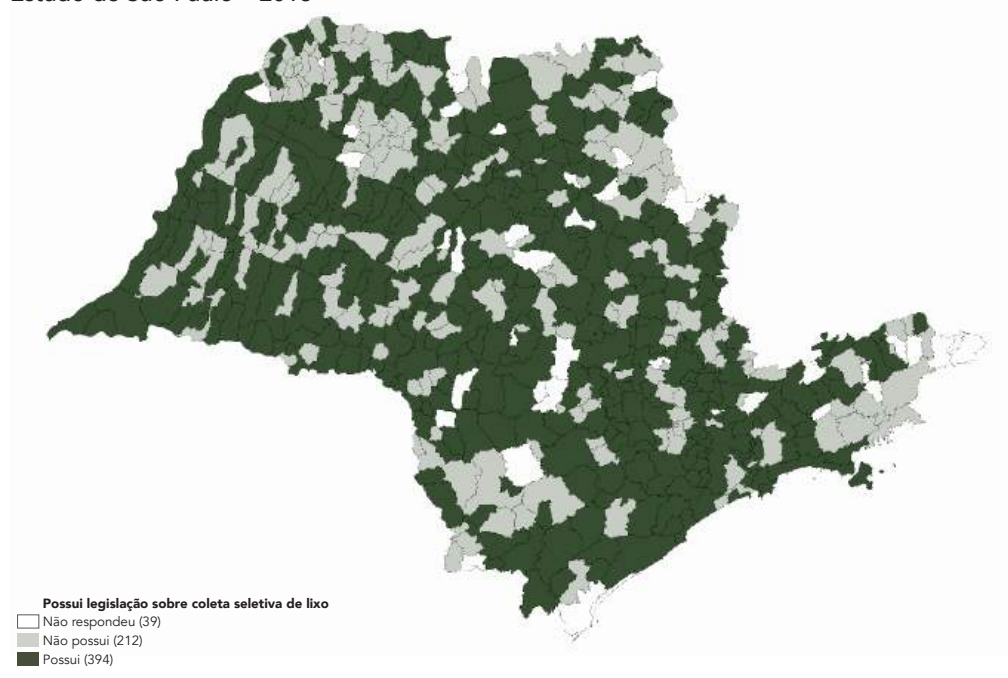 Possui legislação sobre coleta seletiva de lixo
Não respondeu (39)
Não possui (212)
Possui (394)